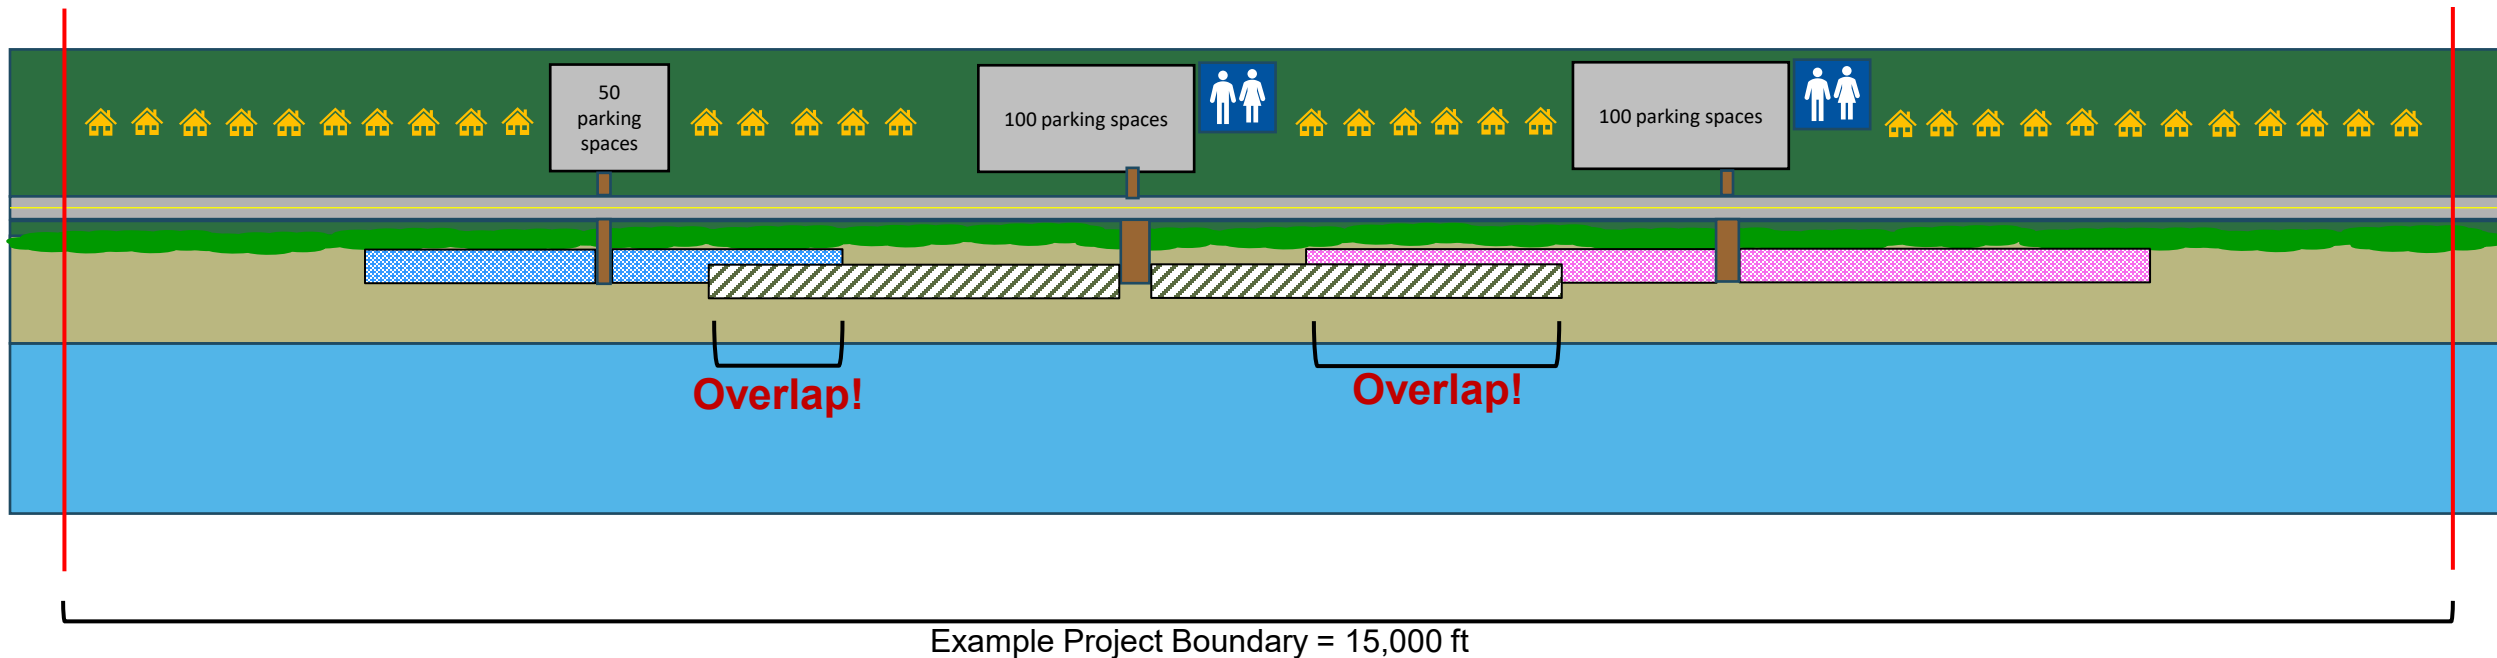 50
parking
spaces
100 parking spaces
100 parking spaces
Overlap!
Overlap!
Example Project Boundary = 15,000 ft